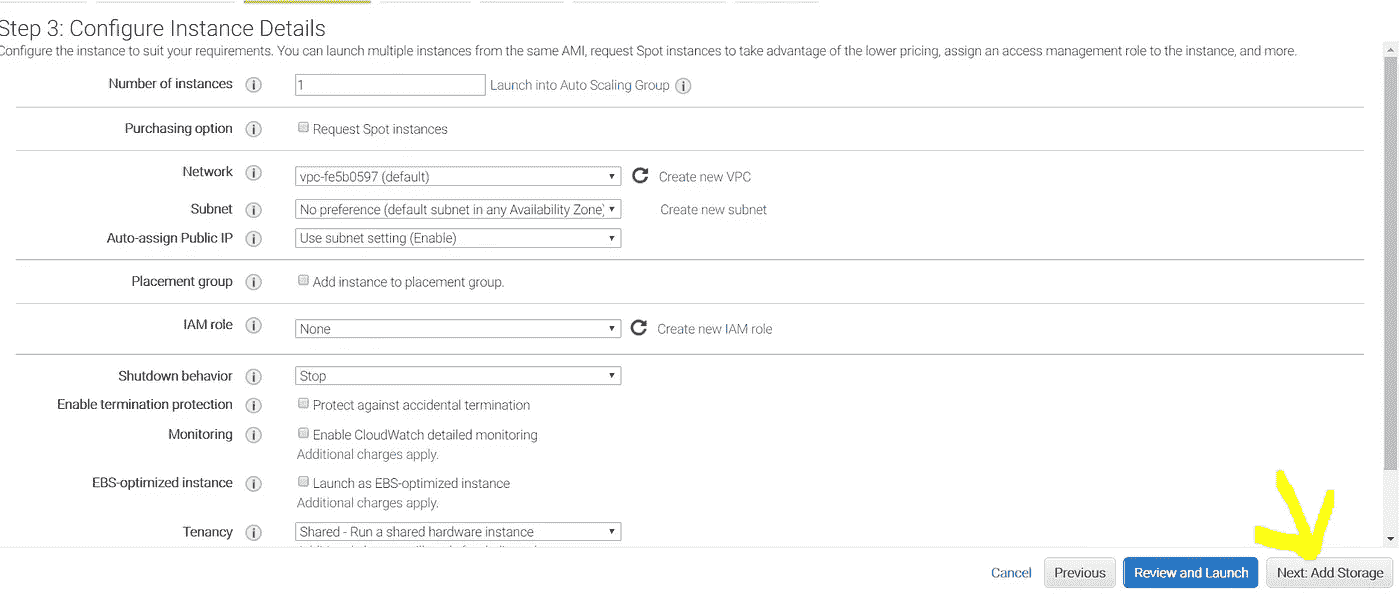 Step 3: Configure Instance Details
Configure the instance to suit your requirements. You can launch multiple instances from the same AMI, request Spot instances to take advantage of the lower pricing, assign an access management role to the instance, and more.
Number of instances i 1 Launch into Auto Scaling Group i
Purchasing option i Request Spot instances
Network i vpc-fe5b0597 (default) Create new VPC
Subnet i No preference (default subnet in any Availability Zone) Create new subnet
Auto-assign Public IP i Use subnet setting (Enable)
Placement group i Add instance to placement group.
IAM role i None Create new IAM role
Shutdown behavior i Stop
Enable termination protection i Protect against accidental termination
Monitoring i Enable CloudWatch detailed monitoring
Additional charges apply.
EBS-optimized instance i Launch as EBS-optimized instance
Additional charges apply.
Tenancy i Shared - Run a shared hardware instance
Cancel Previous Review and Launch Next: Add Storage